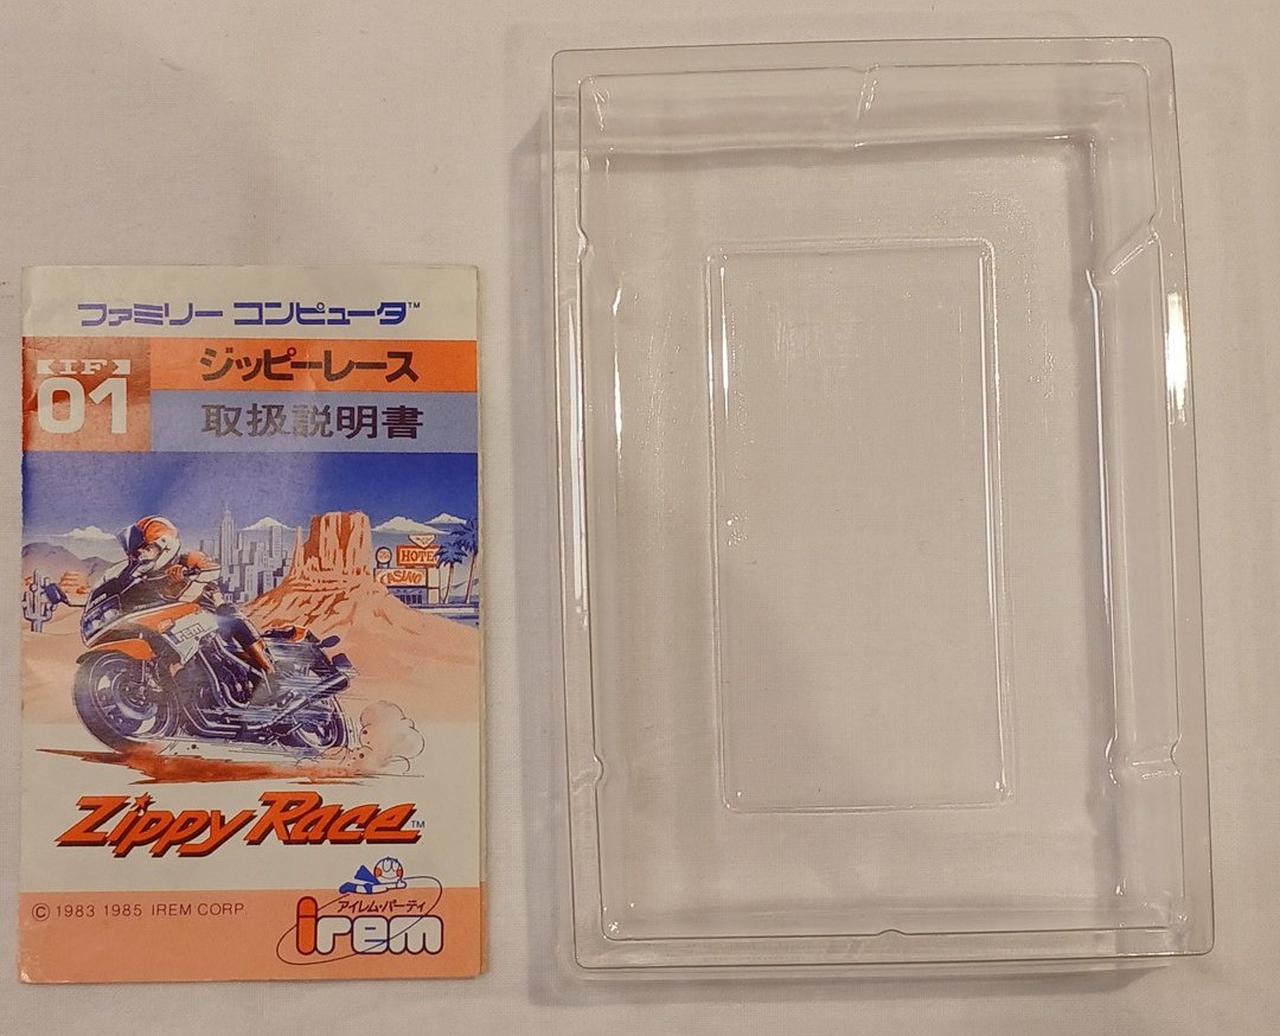 ファミリー コンピュータ™
【IF】
01
ジッピーレース
取扱説明書
HOTE
CASINO
irem
Zippy Race™
アイレム・パーティ
© 1983 1985 IREM CORP.
irem